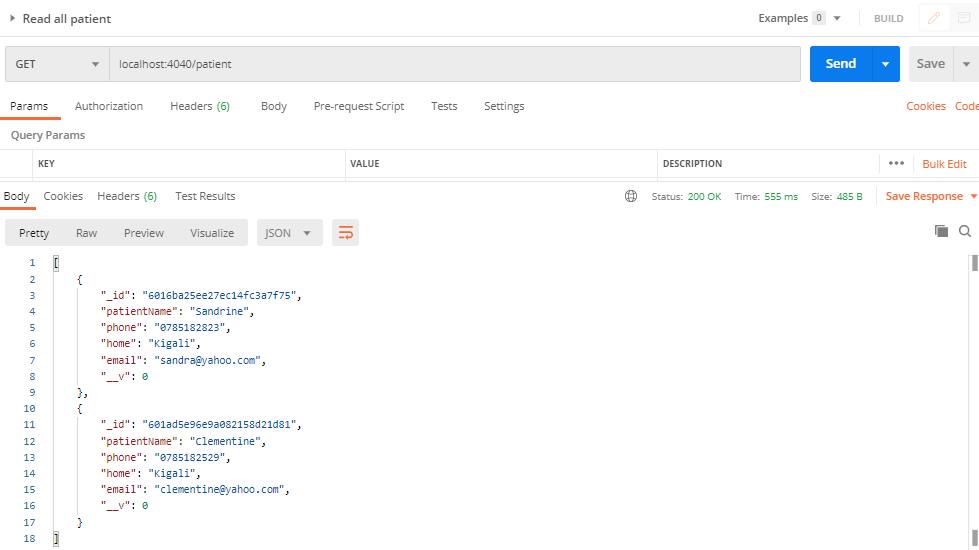 Read all patient Examples 0 BUILD
GET localhost:4040/patient Send Save
Params Authorization Headers (6) Body Pre-request Script Tests Settings Cookies Code
Query Params
KEY VALUE DESCRIPTION ••• Bulk Edit
Body Cookies Headers (6) Test Results Status: 200 OK Time: 555 ms Size: 485 B Save Response
Pretty Raw Preview Visualize JSON
1 [
2 {
3 "_id": "6016ba25ee27ec14fc3a7f75",
4 "patientName": "Sandrine",
5 "phone": "0785182823",
6 "home": "Kigali",
7 "email": "sandra@yahoo.com",
8 "__v": 0
9 },
10 {
11 "_id": "601ad5e96e9a082158d21d81",
12 "patientName": "Clementine",
13 "phone": "0785182529",
14 "home": "Kigali",
15 "email": "clementine@yahoo.com",
16 "__v": 0
17 }
18 ]